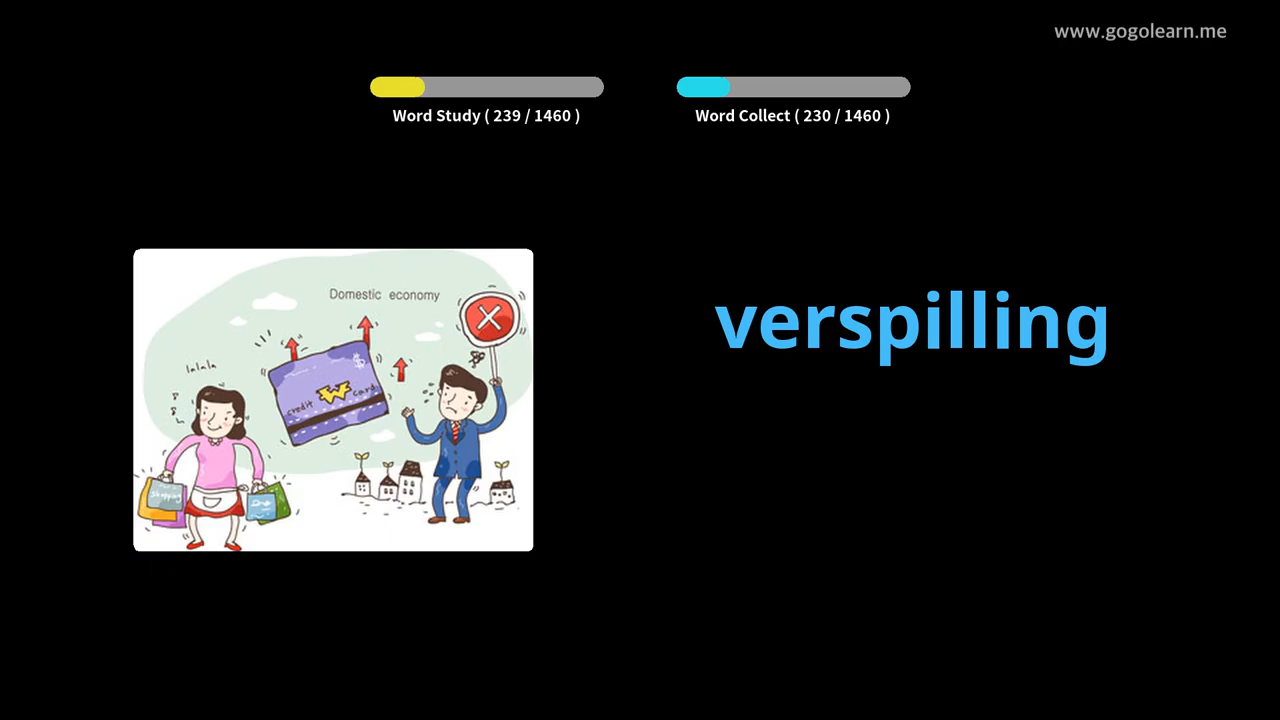 www.gogolearn.me
Word Study ( 239 / 1460 )
Word Collect ( 230 / 1460 )
Domestic economy
lalala
$
W
credit card
shopping
verspilling